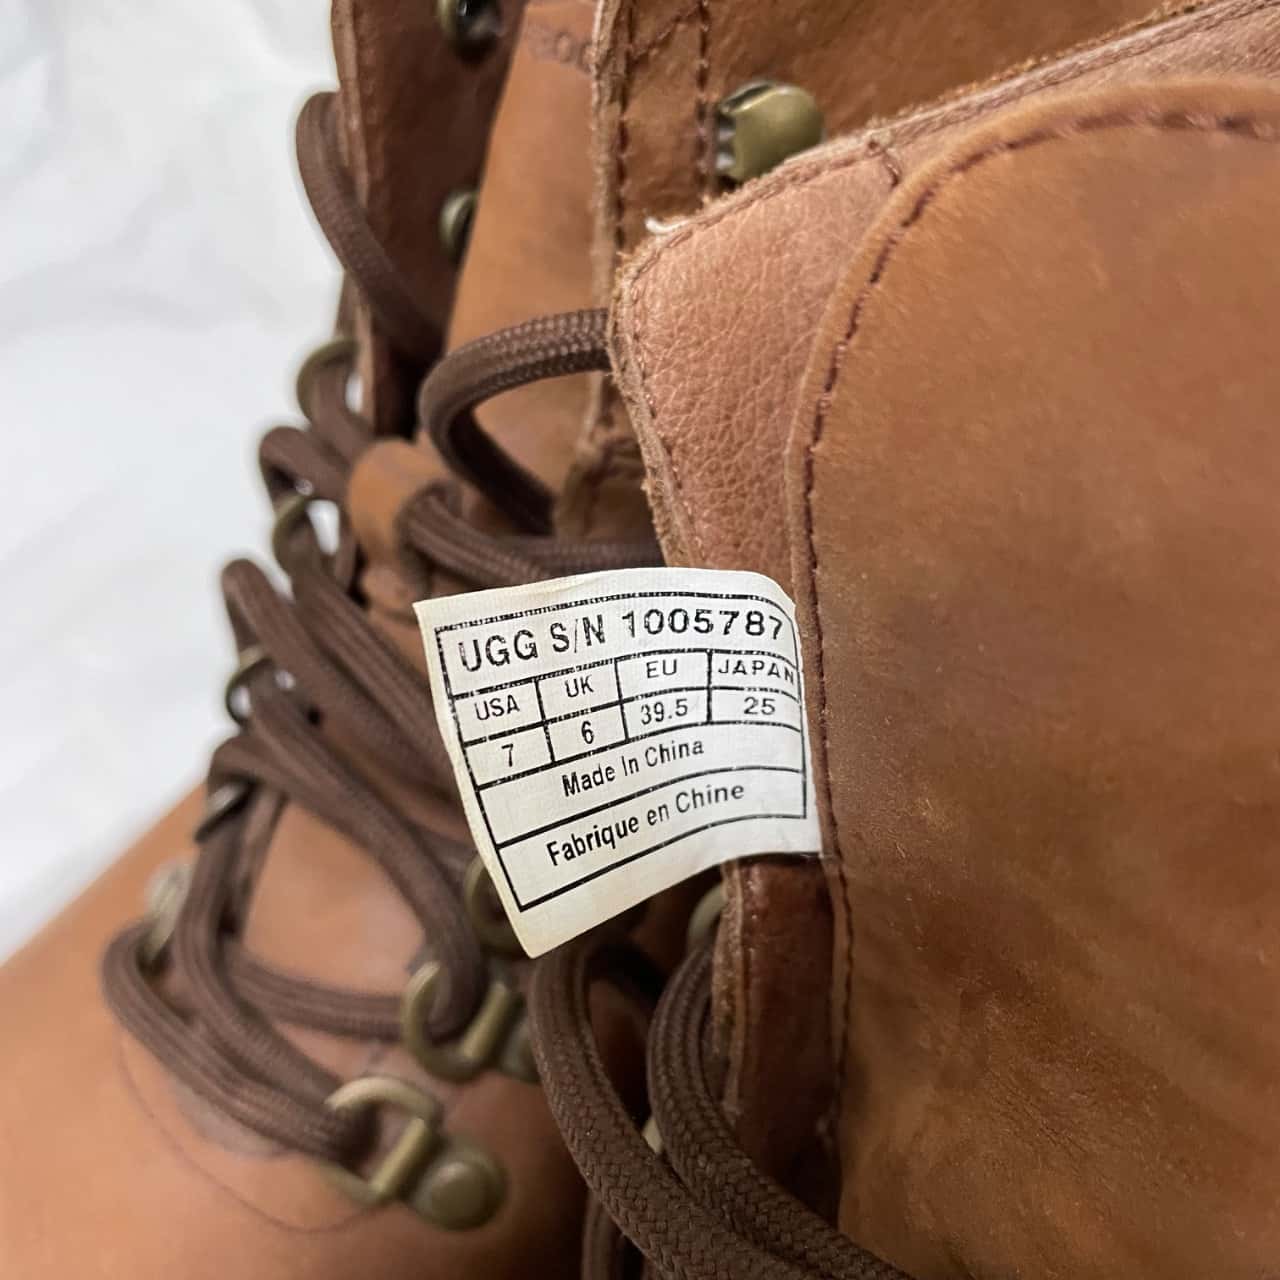 UGG S/N 1005787
USA UK EU JAPAN
7 6 39.5 25
Made In China
Fabrique en Chine